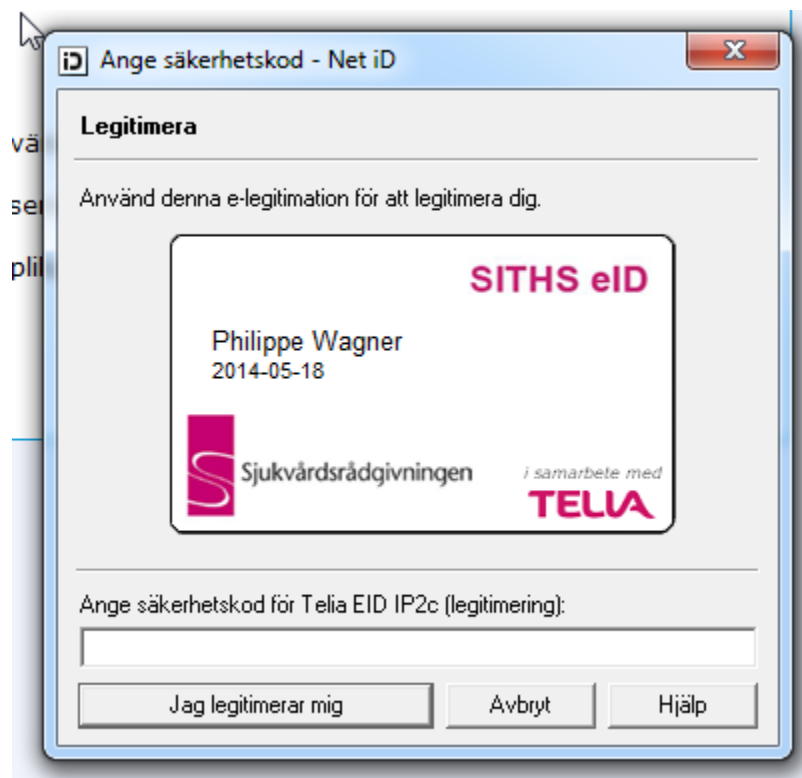 Ange säkerhetskod - Net iD
Legitimera
Använd denna e-legitimation för att legitimera dig.
SITHS eID
Philippe Wagner
2014-05-18
Sjukvårdsrådgivningen
i samarbete med
TELIA
Ange säkerhetskod för Telia EID IP2c (legitimering):
Jag legitimerar mig Avbryt Hjälp